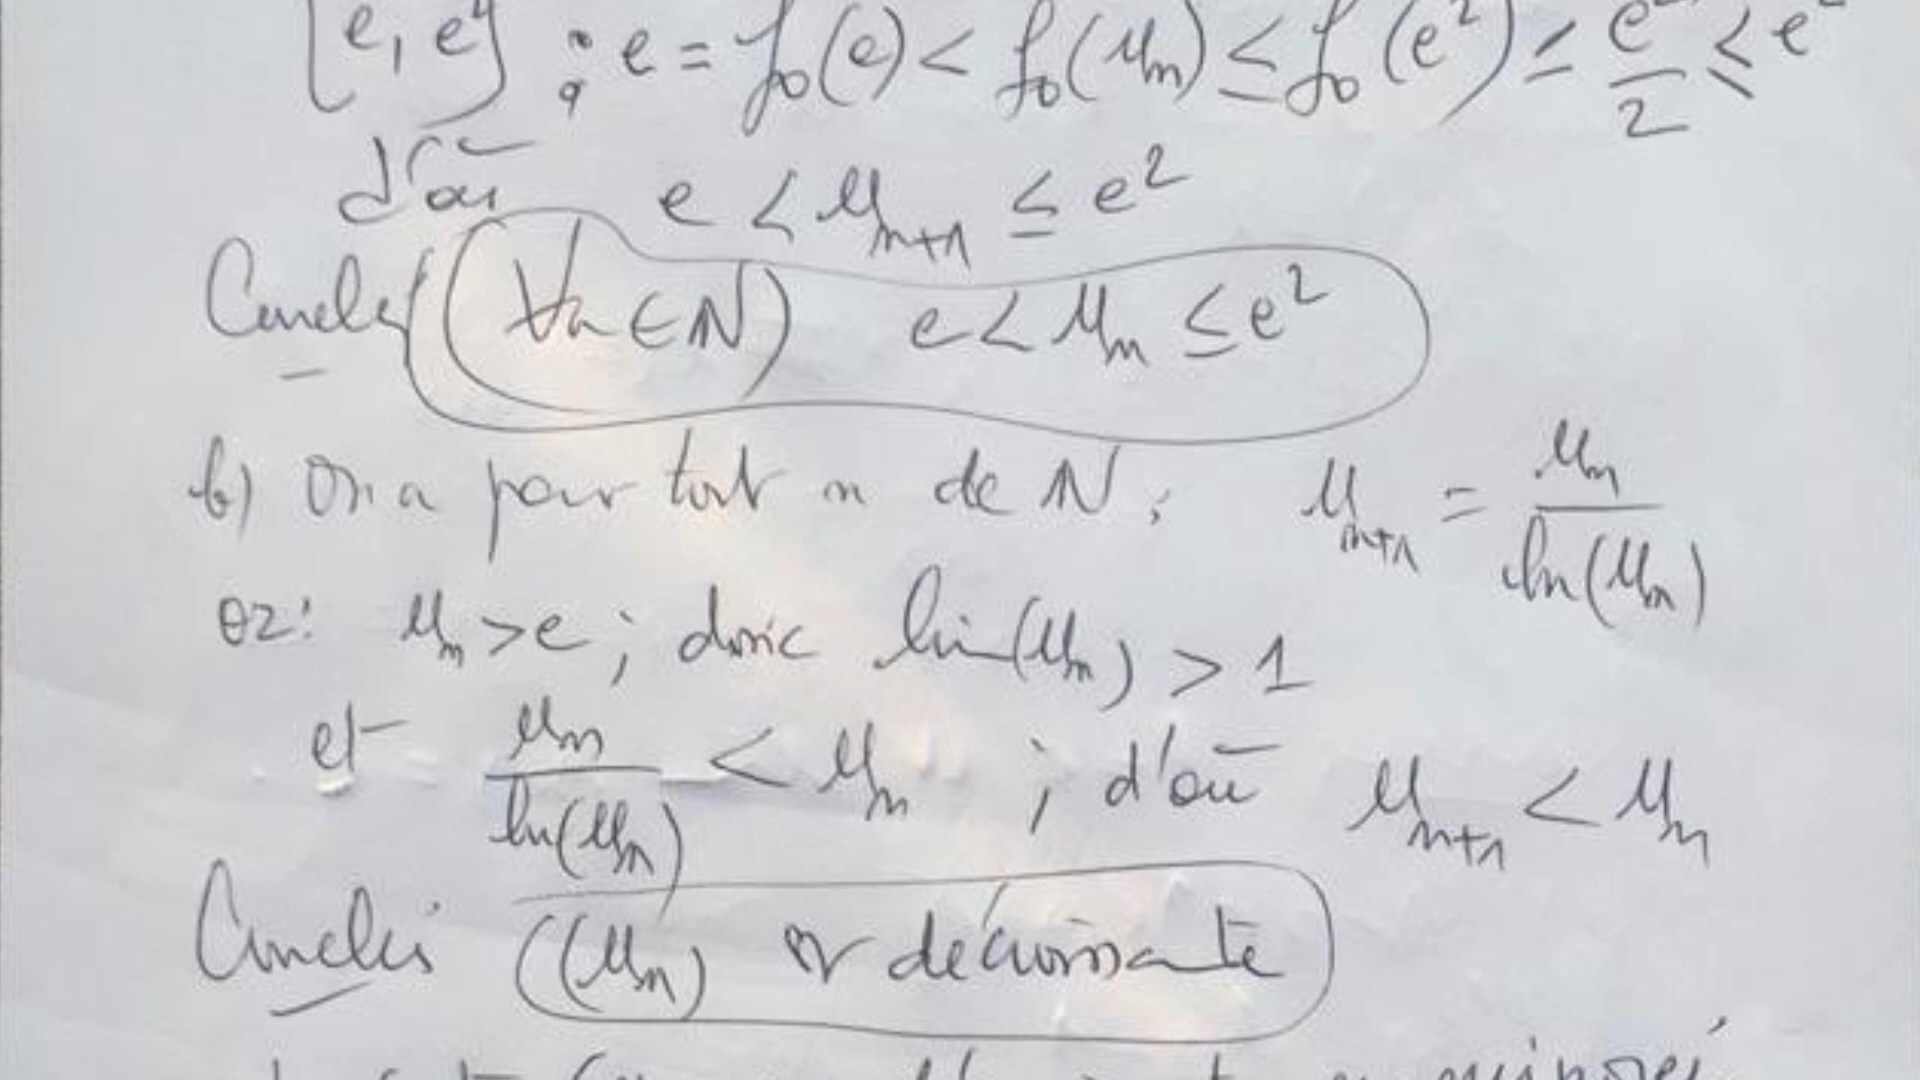 [e, e²] ; e = f₀(e) < f₀(uₙ) ≤ f₀(e²) ≤ e²/2 ≤ e²
d'où e < uₙ₊₁ ≤ e²
Conclus (∀n ∈ N) e < uₙ ≤ e²
b) On a pour tout n de N ; uₙ₊₁ = uₙ/ln(uₙ)
or : uₙ > e ; donc ln(uₙ) > 1
et uₙ/ln(uₙ) < uₙ ; d'où uₙ₊₁ < uₙ
Conclus (uₙ) est décroissante